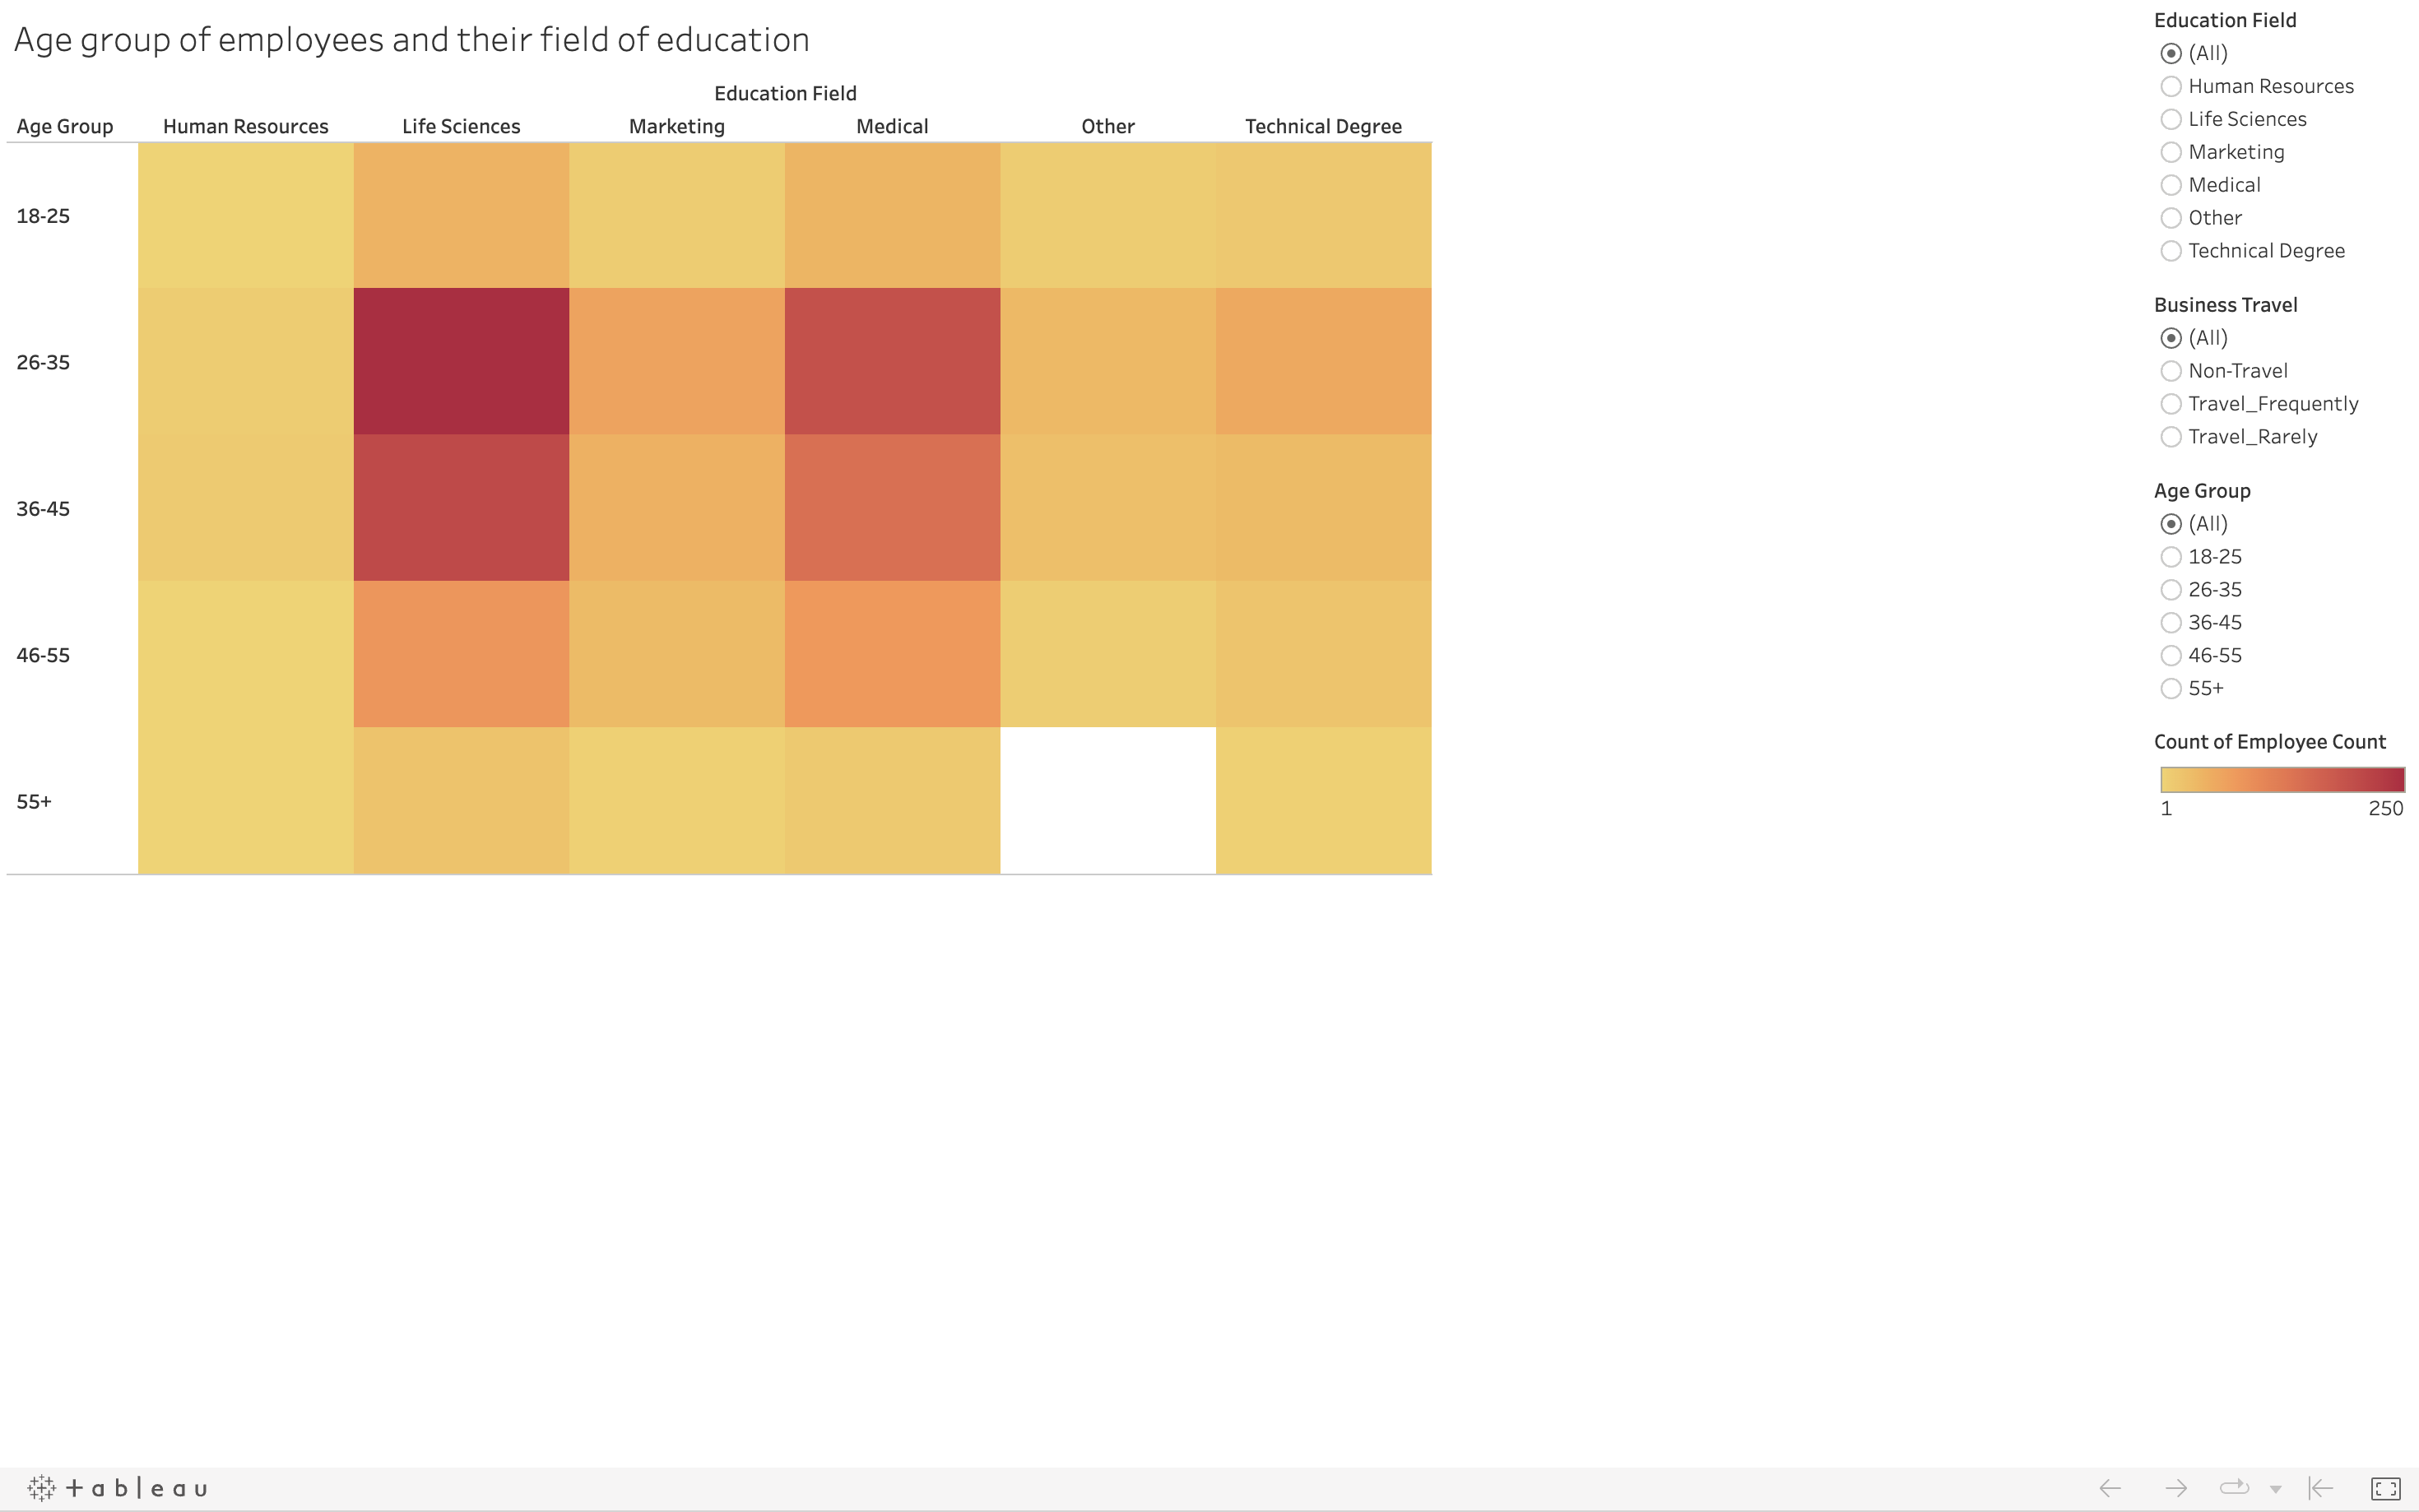 Age group of employees and their field of education
Education Field
Age Group Human Resources Life Sciences Marketing Medical Other Technical Degree
18-25
26-35
36-45
46-55
55+
Education Field
(All)
Human Resources
Life Sciences
Marketing
Medical
Other
Technical Degree
Business Travel
(All)
Non-Travel
Travel_Frequently
Travel_Rarely
Age Group
(All)
18-25
26-35
36-45
46-55
55+
Count of Employee Count
1 250
+ableau